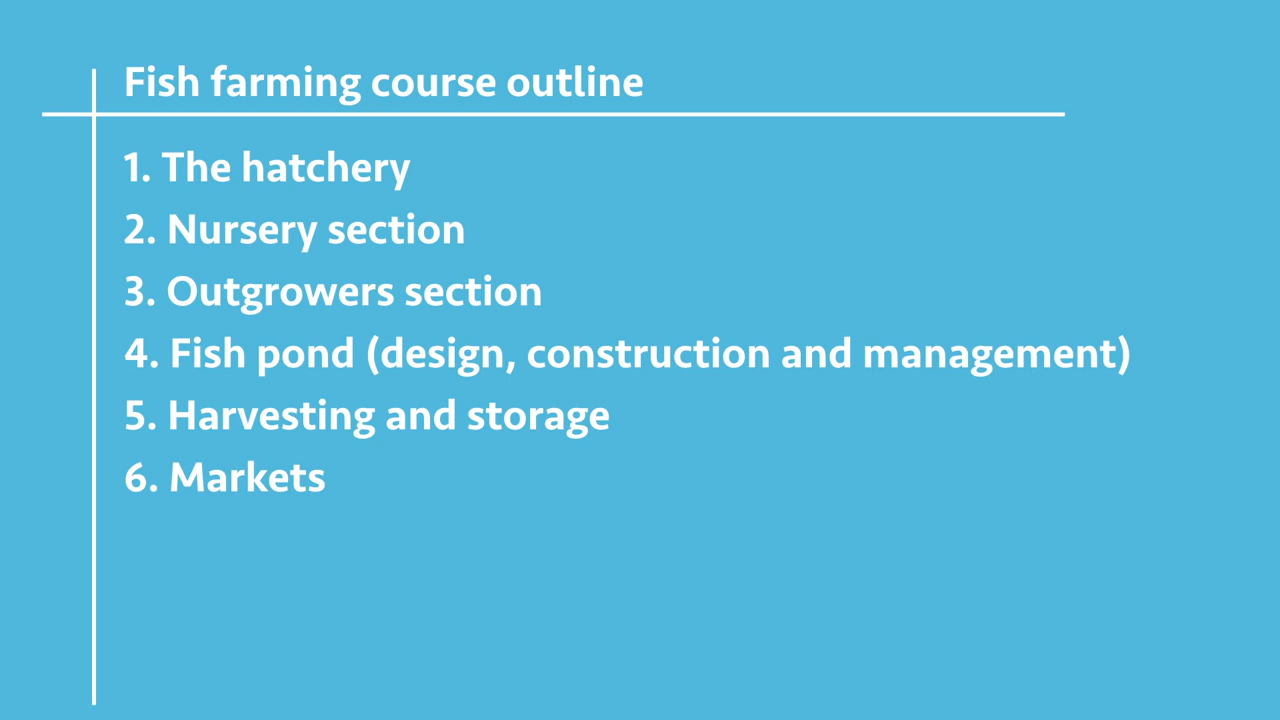 Fish farming course outline
1. The hatchery
2. Nursery section
3. Outgrowers section
4. Fish pond (design, construction and management)
5. Harvesting and storage
6. Markets